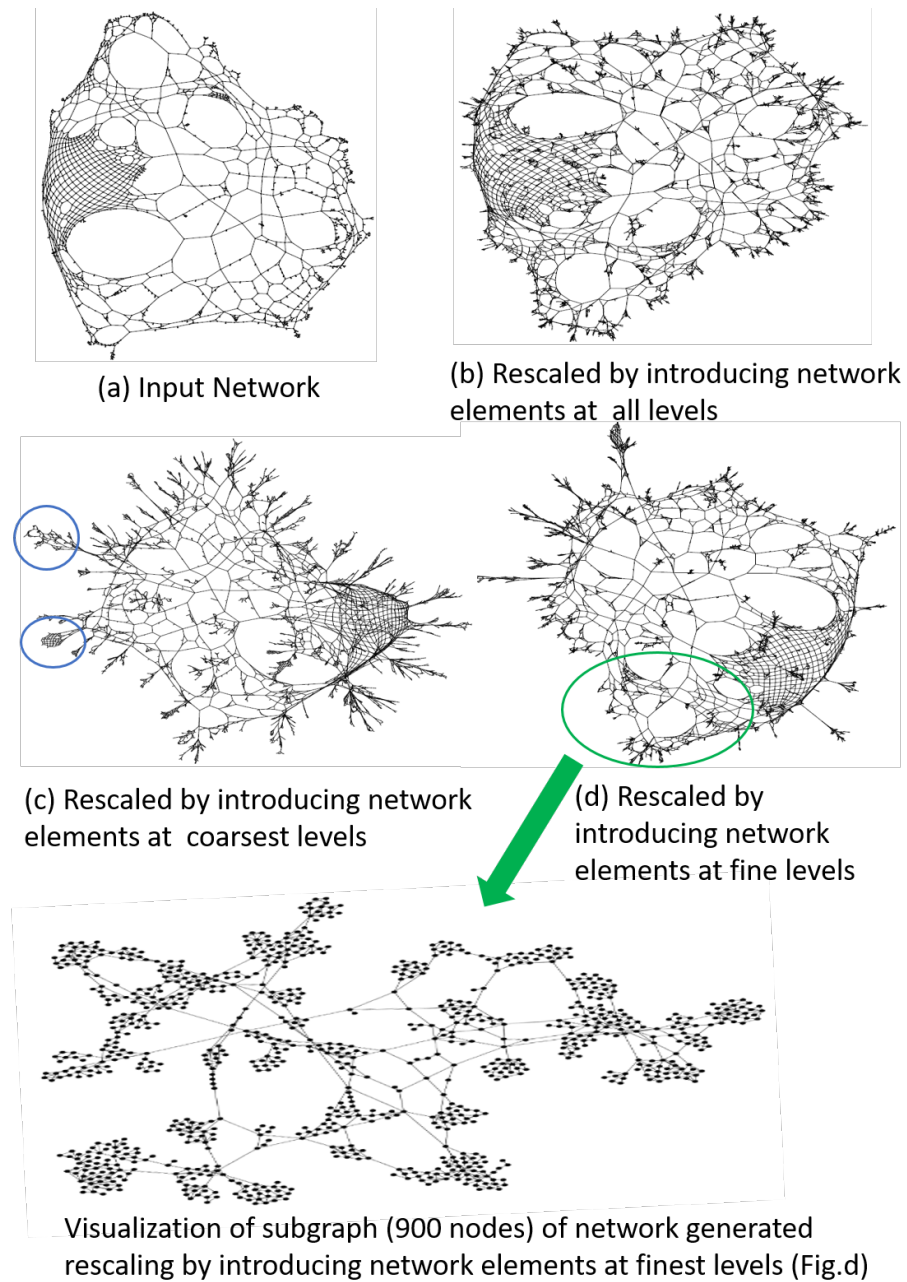 (a) Input Network
(b) Rescaled by introducing network
elements at  all levels
(c) Rescaled by introducing network
elements at  coarsest levels
(d) Rescaled by
introducing network
elements at fine levels
Visualization of subgraph (900 nodes) of network generated
rescaling by introducing network elements at finest levels (Fig.d)